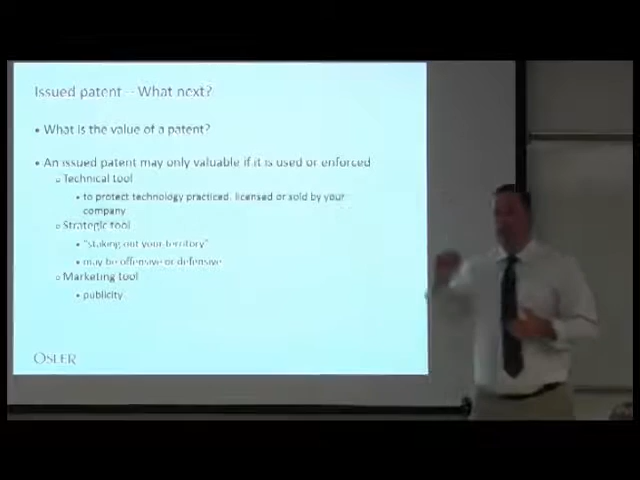 Issued patent – What next?
• What is the value of a patent?
• An issued patent may only valuable if it is used or enforced
o Technical tool
• to protect technology practiced, licensed or sold by your
company
o Strategic tool
• "staking out your territory"
• may be offensive or defensive
o Marketing tool
• publicity
OSLER